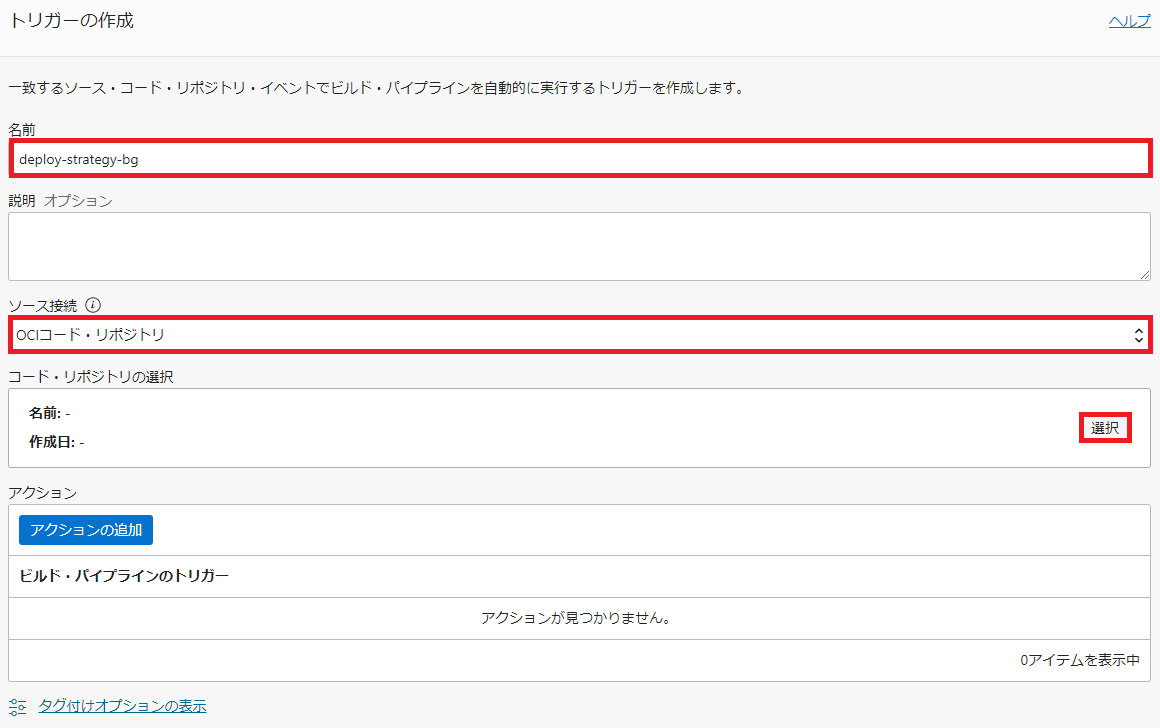 トリガーの作成
ヘルプ
一致するソース・コード・リポジトリ・イベントでビルド・パイプラインを自動的に実行するトリガーを作成します。
名前
deploy-strategy-bg
説明 オプション
ソース接続
OCIコード・リポジトリ
コード・リポジトリの選択
名前: -
作成日: -
選択
アクション
アクションの追加
ビルド・パイプラインのトリガー
アクションが見つかりません。
0アイテムを表示中
タグ付けオプションの表示